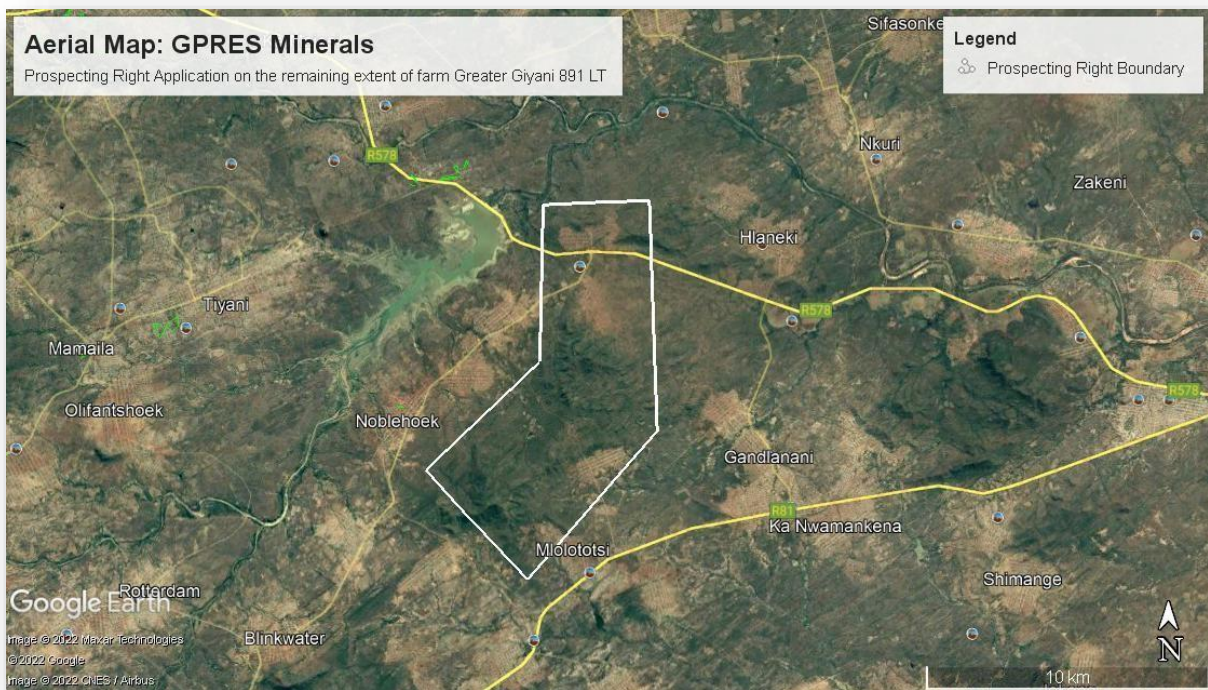 Aerial Map: GPRES Minerals
Prospecting Right Application on the remaining extent of farm Greater Giyani 891 LT
Legend
Prospecting Right Boundary
Sifasonke
R578
Nkuri
Zakeni
Hlaneki
Tiyani
R578
Mamaila
R578
Olifantshoek
Noblehoek
Gandlanani
R81
Ka Nwamankena
Mlolototsi
Shimange
Rotterdam
Google Earth
Blinkwater
Image © 2022 Maxar Technologies
© 2022 Google
Image © 2022 CNES / Airbus
N
10 km